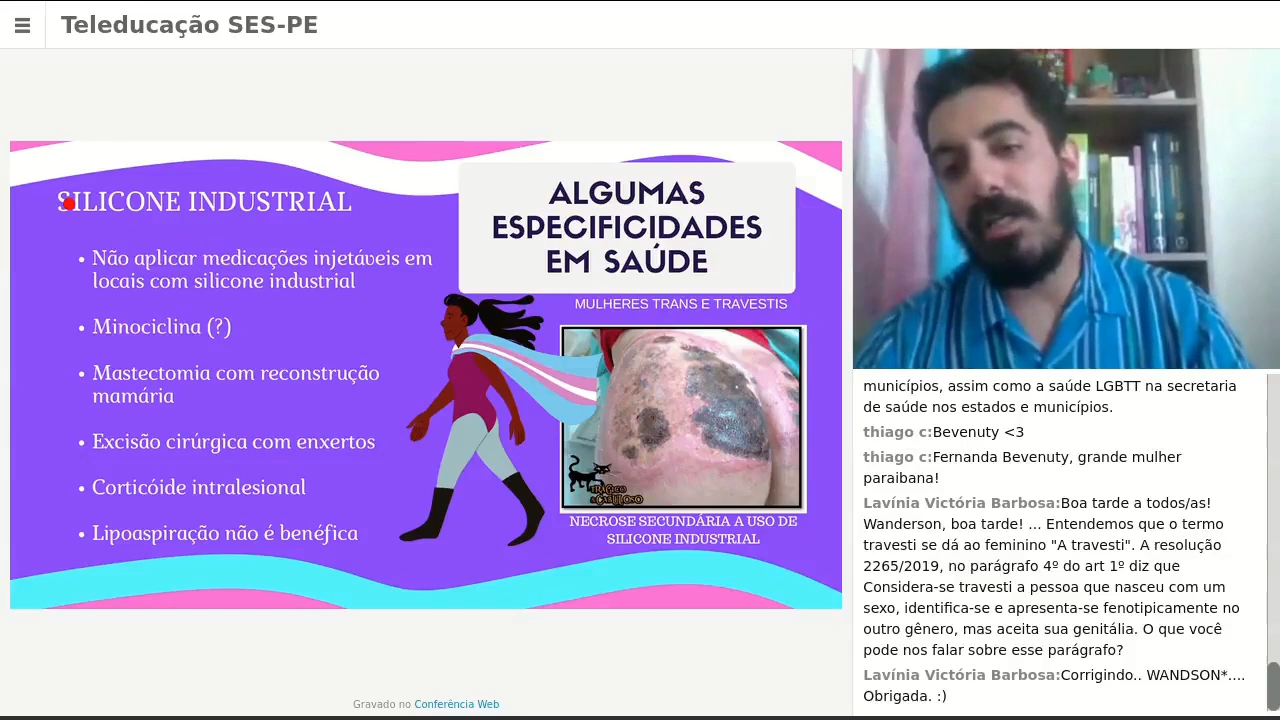 Teleducação SES-PE
SILICONE INDUSTRIAL
• Não aplicar medicações injetáveis em
locais com silicone industrial
• Minociclina (?)
• Mastectomia com reconstrução
mamária
• Excisão cirúrgica com enxertos
• Corticóide intralesional
• Lipoaspiração não é benéfica
ALGUMAS
ESPECIFICIDADES
EM SAÚDE
MULHERES TRANS E TRAVESTIS
NECROSE SECUNDÁRIA A USO DE
SILICONE INDUSTRIAL
Gravado no Conferência Web
municípios, assim como a saúde LGBTT na secretaria
de saúde nos estados e municípios.
thiago c:Bevenuty <3
thiago c:Fernanda Bevenuty, grande mulher
paraibana!
Lavínia Victória Barbosa:Boa tarde a todos/as!
Wanderson, boa tarde! ... Entendemos que o termo
travesti se dá ao feminino "A travesti". A resolução
2265/2019, no parágrafo 4º do art 1º diz que
Considera-se travesti a pessoa que nasceu com um
sexo, identifica-se e apresenta-se fenotipicamente no
outro gênero, mas aceita sua genitália. O que você
pode nos falar sobre esse parágrafo?
Lavínia Victória Barbosa:Corrigindo.. WANDSON*....
Obrigada. :)